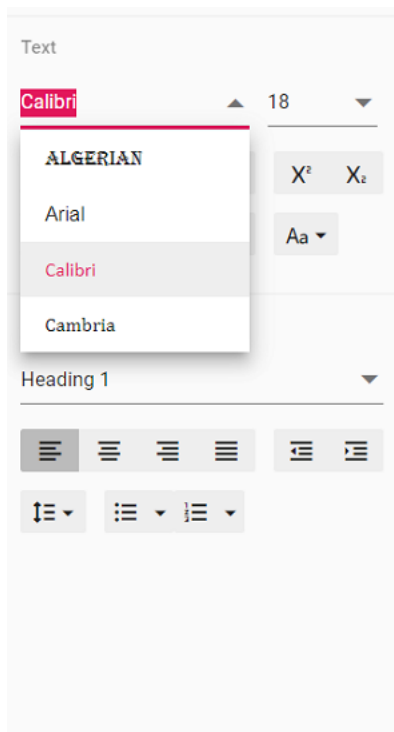 Text
Calibri 18
ALGERIAN
X² X₂
Arial
Aa
Calibri
Cambria
Heading 1